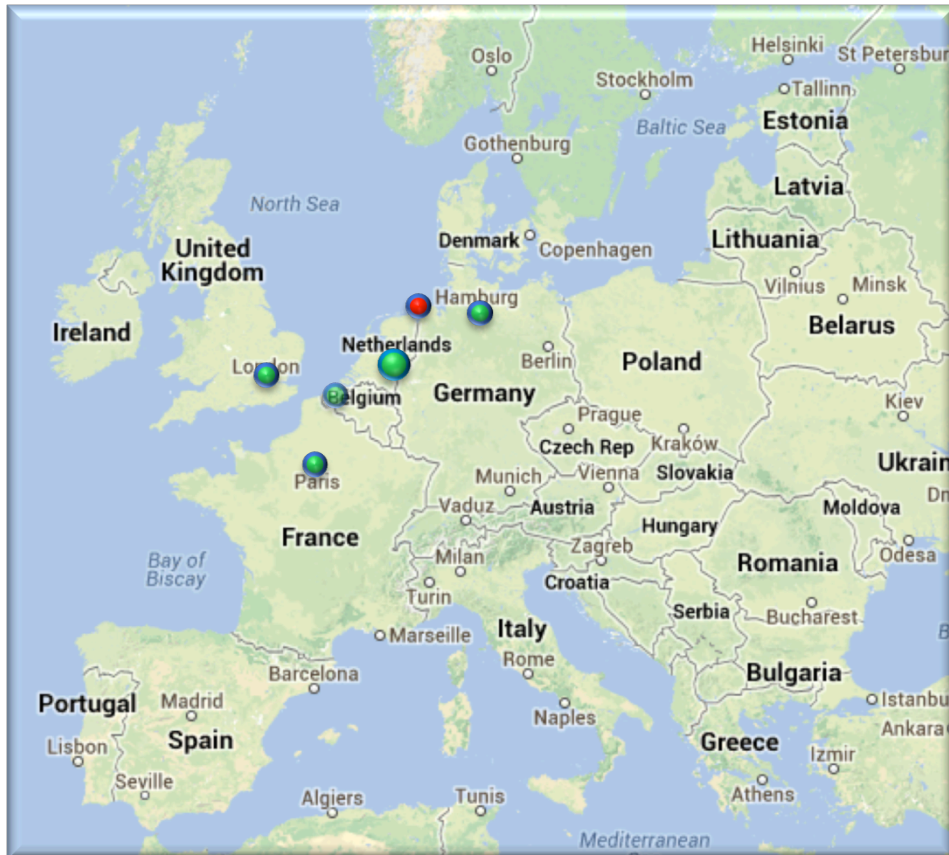 Oslo
Helsinki
St Petersbur
Stockholm
Tallinn
Baltic Sea
Estonia
Gothenburg
Latvia
North Sea
Denmark
Copenhagen
Lithuania
United
Kingdom
Vilnius
Minsk
Hamburg
Ireland
Belarus
Netherlands
Berlin
Poland
London
Germany
Belgium
Kiev
Prague
Czech Rep
Kraków
Ukrain
Paris
Munich
Vienna
Slovakia
Dn
Vaduz
Austria
Moldova
Hungary
France
Zagreb
Odesa
Bay of
Biscay
Milan
Romania
Turin
Croatia
Serbia
Bucharest
Marseille
Italy
B
Rome
Barcelona
Bulgaria
Portugal
Madrid
Istanbu
Naples
Ankara
Lisbon
Spain
Greece
Izmir
Seville
Algiers
Tunis
Athens
Mediterranean